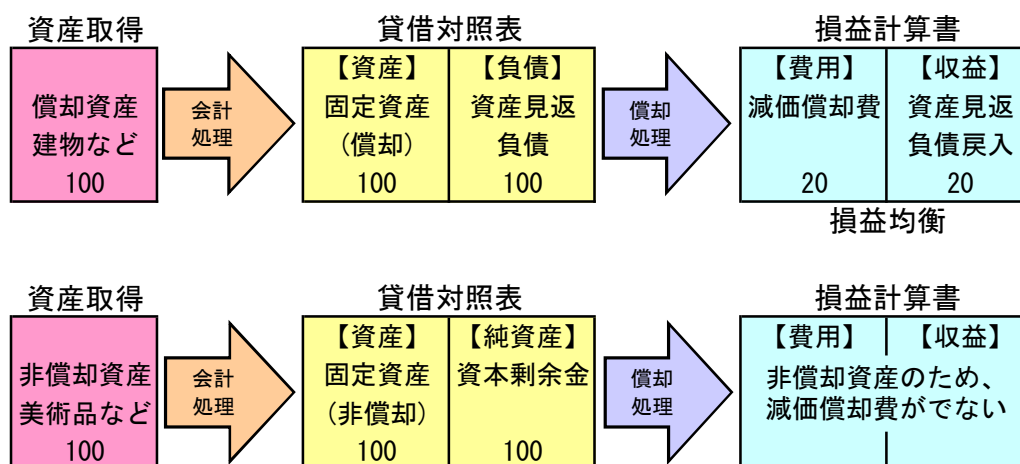 資産取得
貸借対照表
損益計算書
償却資産
建物など
100
会計
処理
【資産】
固定資産
(償却)
100
【負債】
資産見返
負債
100
償却
処理
【費用】
減価償却費
20
【収益】
資産見返
負債戻入
20
損益均衡
資産取得
貸借対照表
損益計算書
非償却資産
美術品など
100
会計
処理
【資産】
固定資産
(非償却)
100
【純資産】
資本剰余金
100
償却
処理
【費用】
【収益】
非償却資産のため、
減価償却費がでない